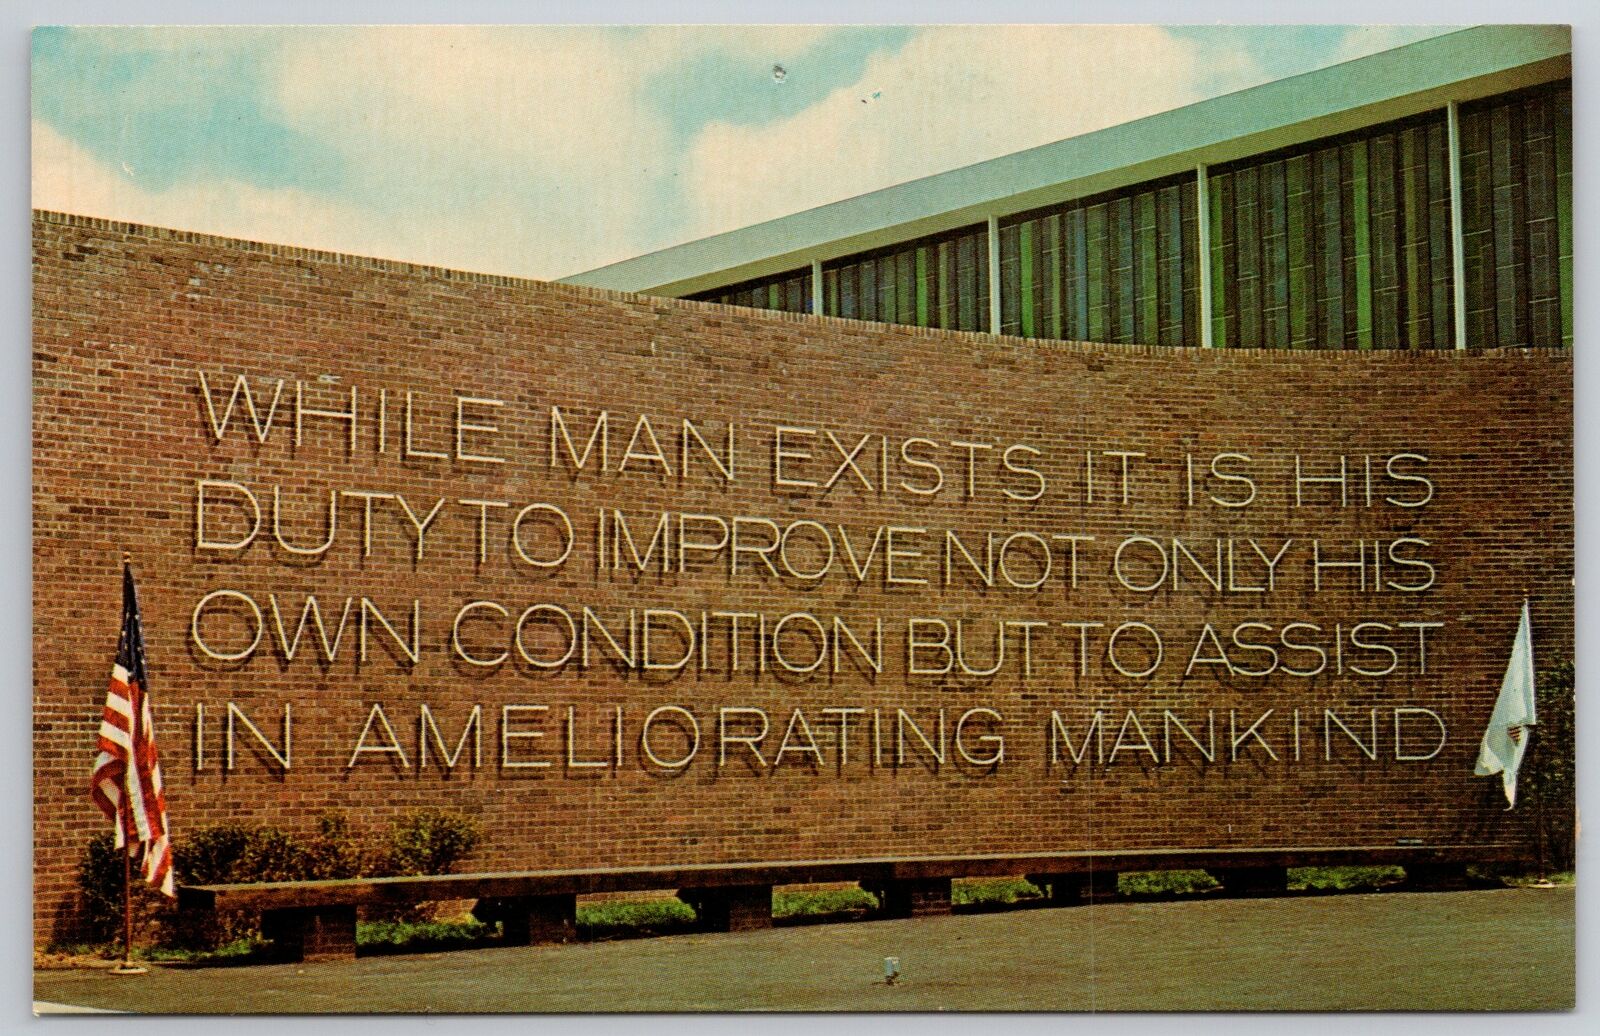 WHILE MAN EXISTS IT IS HIS
DUTY TO IMPROVE NOT ONLY HIS
OWN CONDITION BUT TO ASSIST
IN AMELIORATING MANKIND